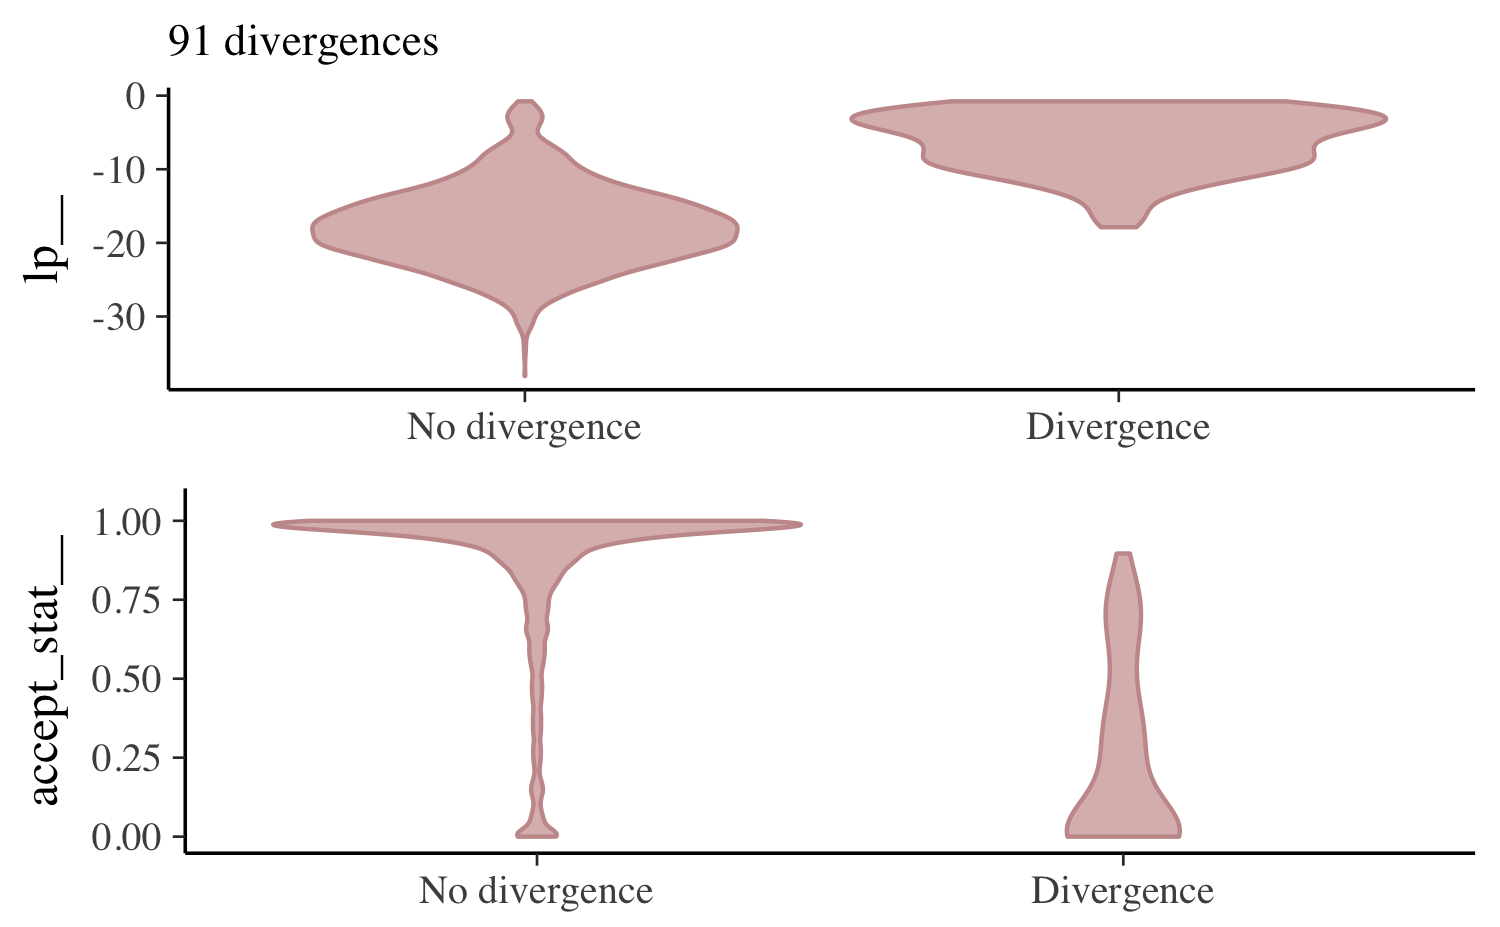 91 divergences
lp__
0
-10
-20
-30
No divergence
Divergence
accept_stat__
1.00
0.75
0.50
0.25
0.00
No divergence
Divergence